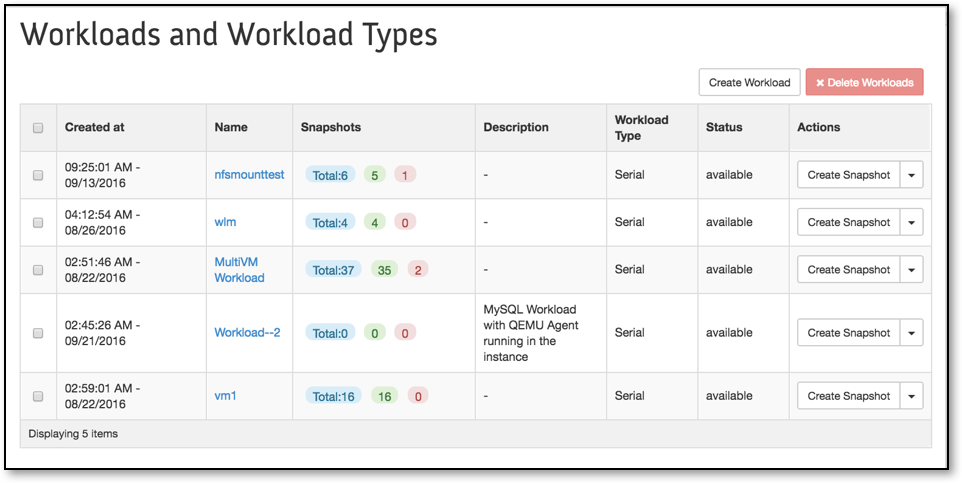 Workloads and Workload Types
Create Workload
✖ Delete Workloads
Created at
Name
Snapshots
Description
Workload
Type
Status
Actions
09:25:01 AM -
09/13/2016
nfsmounttest
Total:6 5 1
-
Serial
available
Create Snapshot
04:12:54 AM -
08/26/2016
wlm
Total:4 4 0
-
Serial
available
Create Snapshot
02:51:46 AM -
08/22/2016
MultiVM
Workload
Total:37 35 2
-
Serial
available
Create Snapshot
02:45:26 AM -
09/21/2016
Workload--2
Total:0 0 0
MySQL Workload
with QEMU Agent
running in the
instance
Serial
available
Create Snapshot
02:59:01 AM -
08/22/2016
vm1
Total:16 16 0
-
Serial
available
Create Snapshot
Displaying 5 items